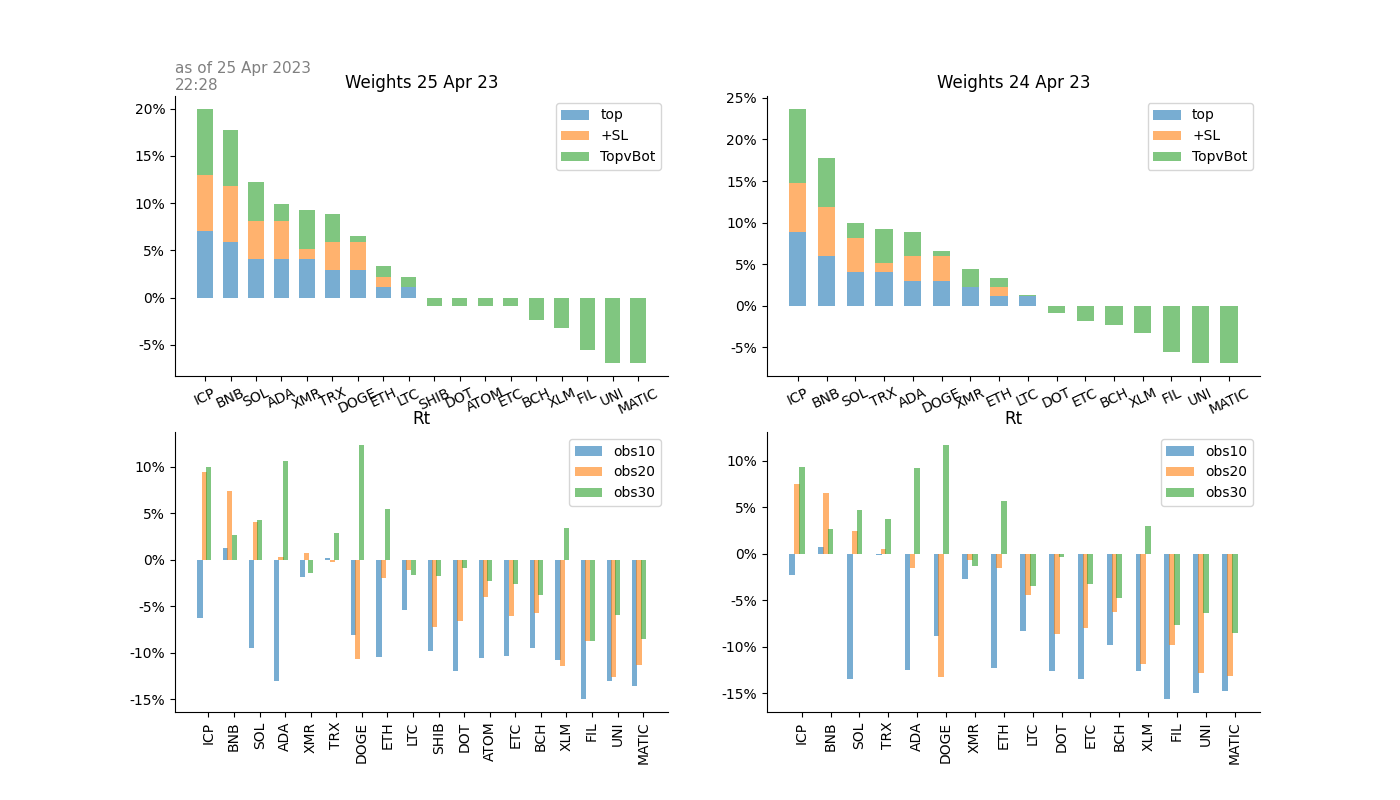 as of 25 Apr 2023
22:28
Weights 25 Apr 23
20%
15%
10%
5%
0%
-5%
top
+SL
TopvBot
ICP BNB SOL ADA XMR TRX DOGE ETH LTC SHIB DOT ATOM ETC BCH XLM FIL UNI MATIC
Weights 24 Apr 23
25%
20%
15%
10%
5%
0%
-5%
top
+SL
TopvBot
ICP BNB SOL TRX ADA DOGE XMR ETH LTC DOT ETC BCH XLM FIL UNI MATIC
Rt
10%
5%
0%
-5%
-10%
-15%
obs10
obs20
obs30
ICP BNB SOL ADA XMR TRX DOGE ETH LTC SHIB DOT ATOM ETC BCH XLM FIL UNI MATIC
Rt
10%
5%
0%
-5%
-10%
-15%
obs10
obs20
obs30
ICP BNB SOL TRX ADA DOGE XMR ETH LTC DOT ETC BCH XLM FIL UNI MATIC